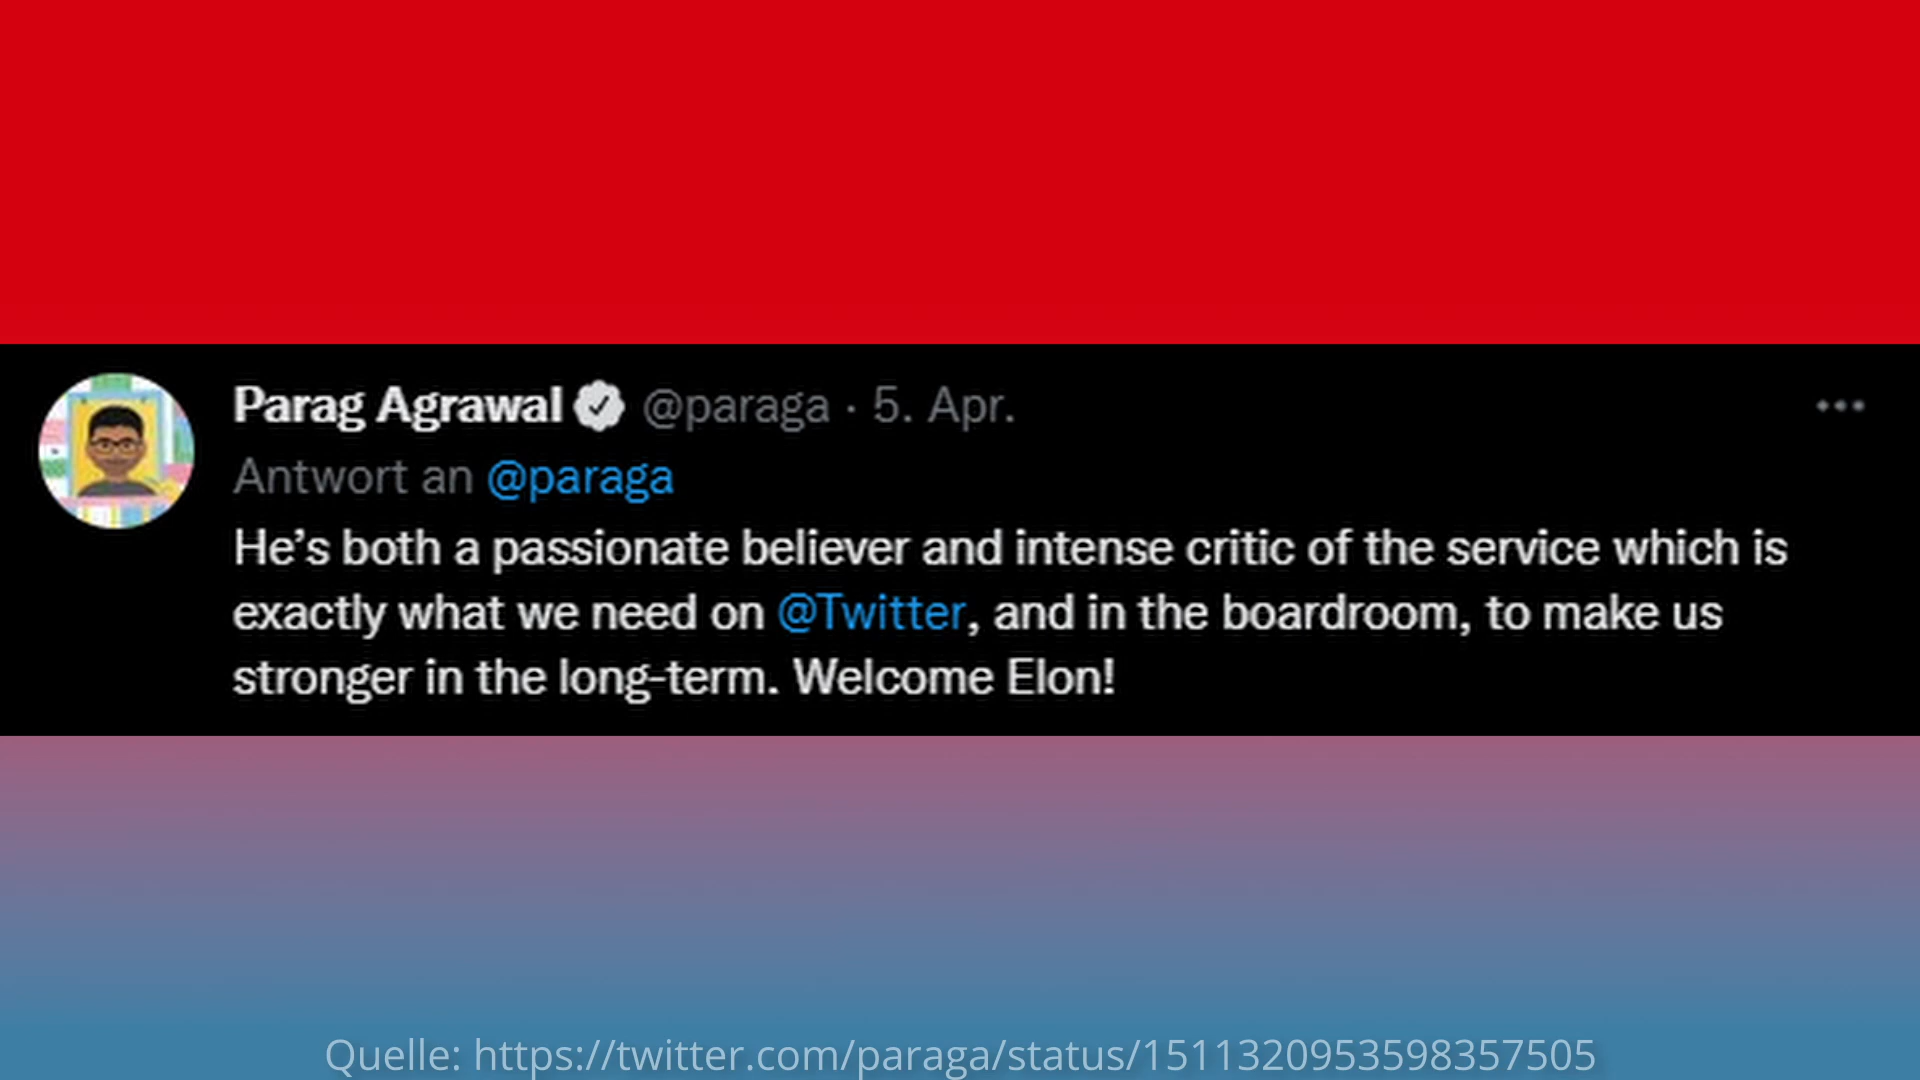 Parag Agrawal @paraga · 5. Apr.
Antwort an @paraga
He’s both a passionate believer and intense critic of the service which is
exactly what we need on @Twitter, and in the boardroom, to make us
stronger in the long-term. Welcome Elon!
Quelle: https://twitter.com/paraga/status/1511320953598357505